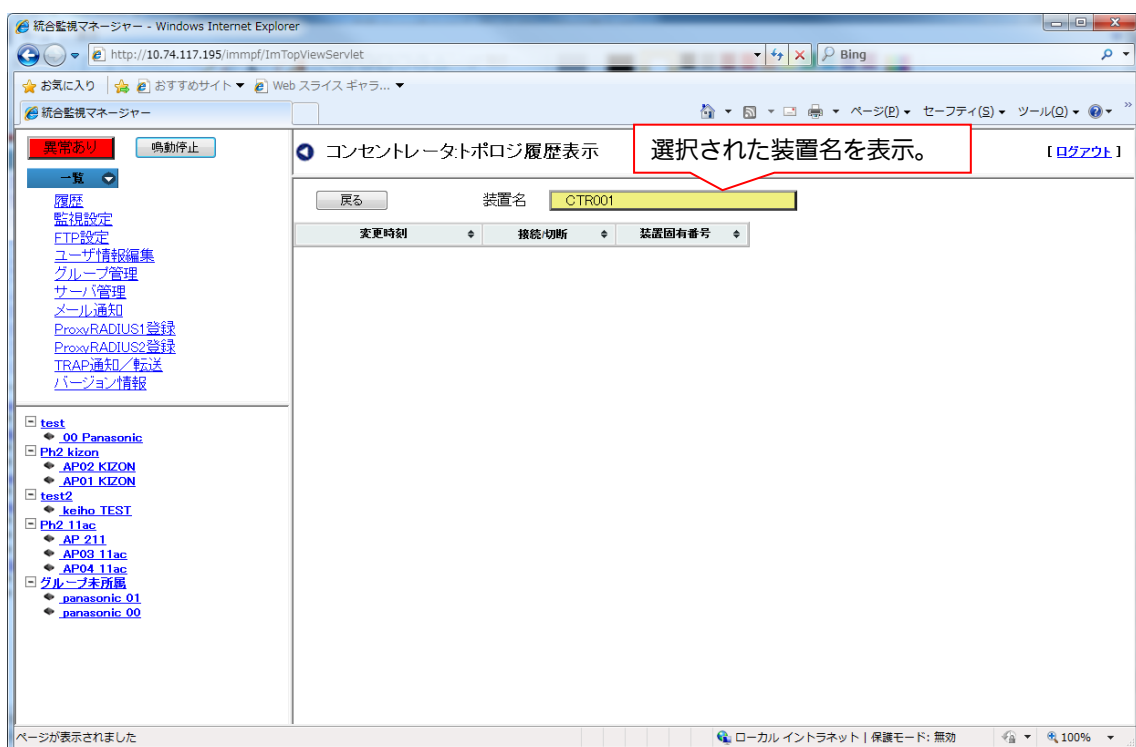 統合監視マネージャー - Windows Internet Explorer
http://10.74.117.195/immpf/ImTopViewServlet
Bing
お気に入り おすすめサイト ▼ Web スライス ギャラ... ▼
統合監視マネージャー
ページ(P) セーフティ(S) ツール(O)
異常あり 鳴動停止
一覧
履歴
監視設定
FTP設定
ユーザ情報編集
グループ管理
サーバ管理
メール通知
ProxyRADIUS1登録
ProxyRADIUS2登録
TRAP通知／転送
バージョン情報
test
00 Panasonic
Ph2 kizon
AP02 KIZON
AP01 KIZON
test2
keiho TEST
Ph2 11ac
AP 211
AP03 11ac
AP04 11ac
グループ未所属
panasonic 01
panasonic 00
コンセントレータ:トポロジ履歴表示
選択された装置名を表示。
[ ログアウト ]
戻る 装置名 CTR001
変更時刻 接続/切断 装置固有番号
ページが表示されました
ローカル イントラネット | 保護モード: 無効
100%